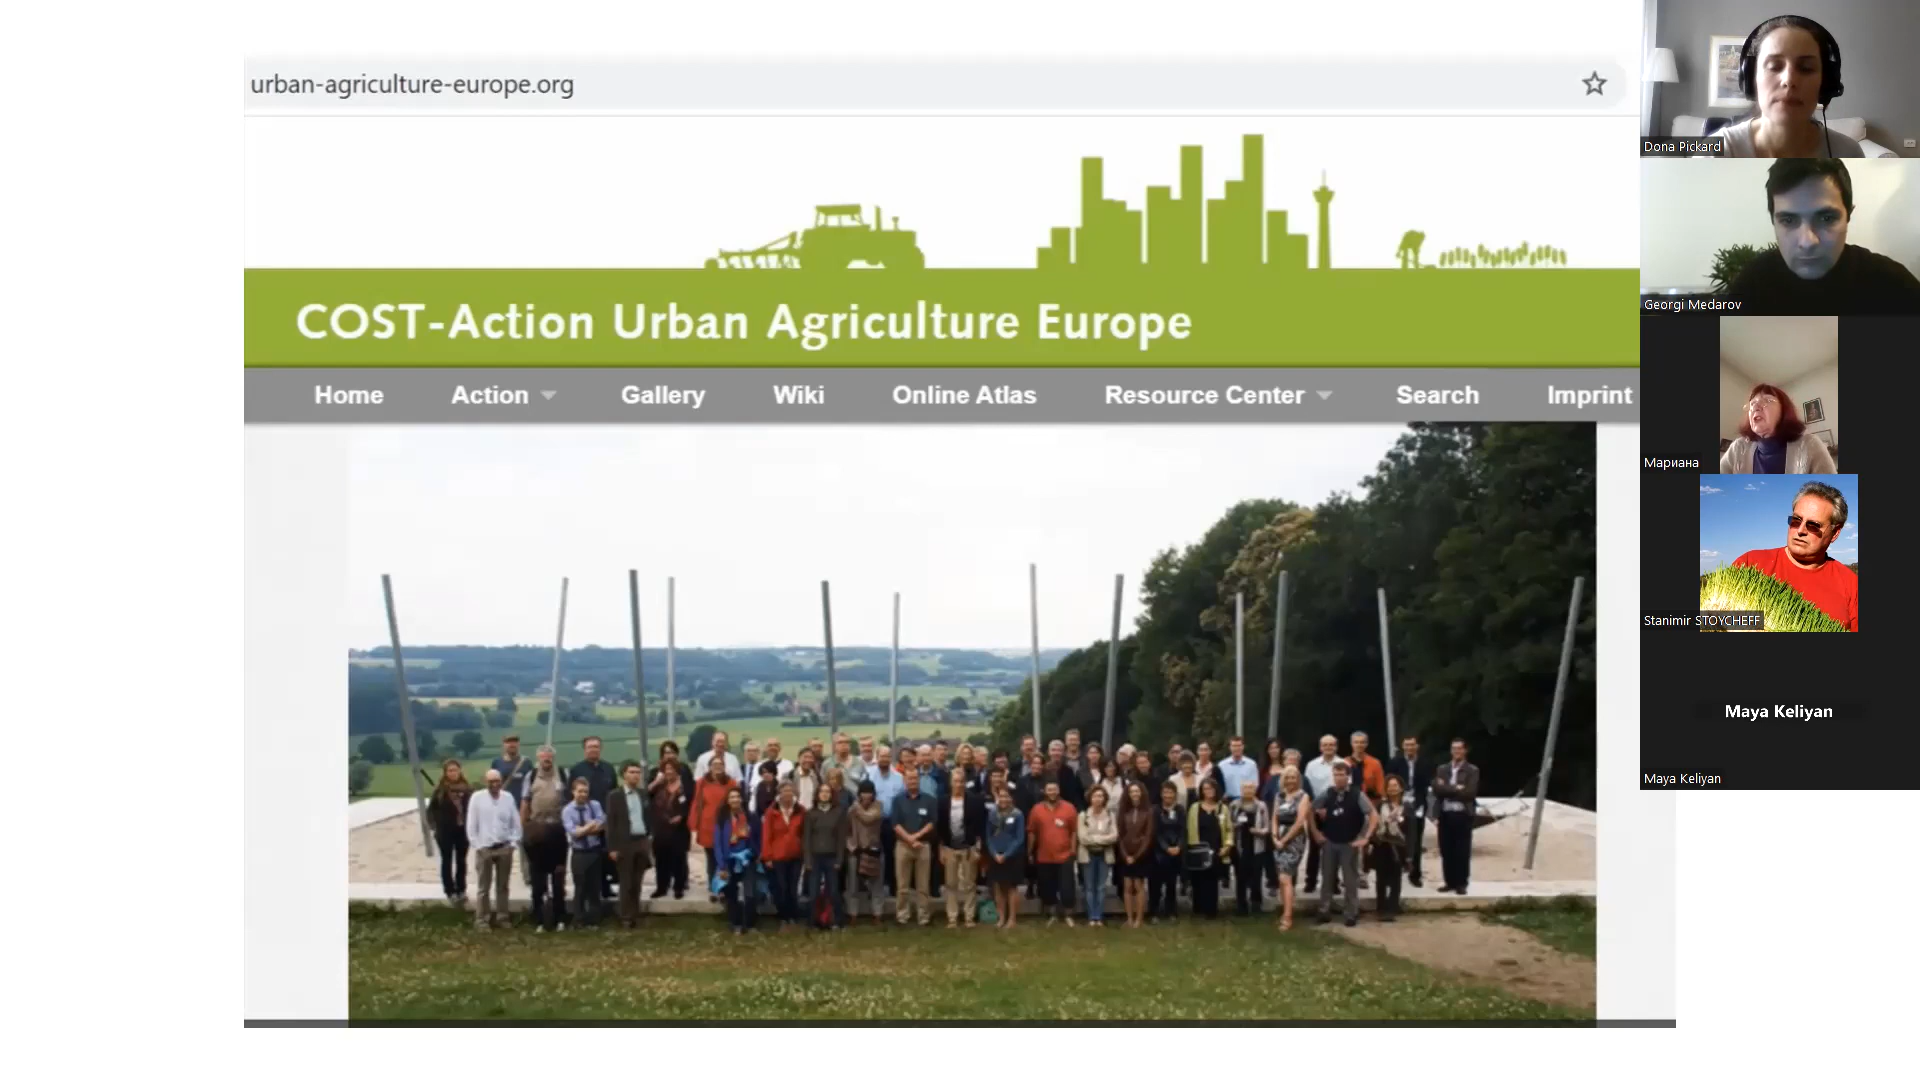 urban-agriculture-europe.org
COST-Action Urban Agriculture Europe
Home Action Gallery Wiki Online Atlas Resource Center Search Imprint
Dona Pickard
Georgi Medarov
Мариана
Stanimir STOYCHEFF
Maya Keliyan
Maya Keliyan